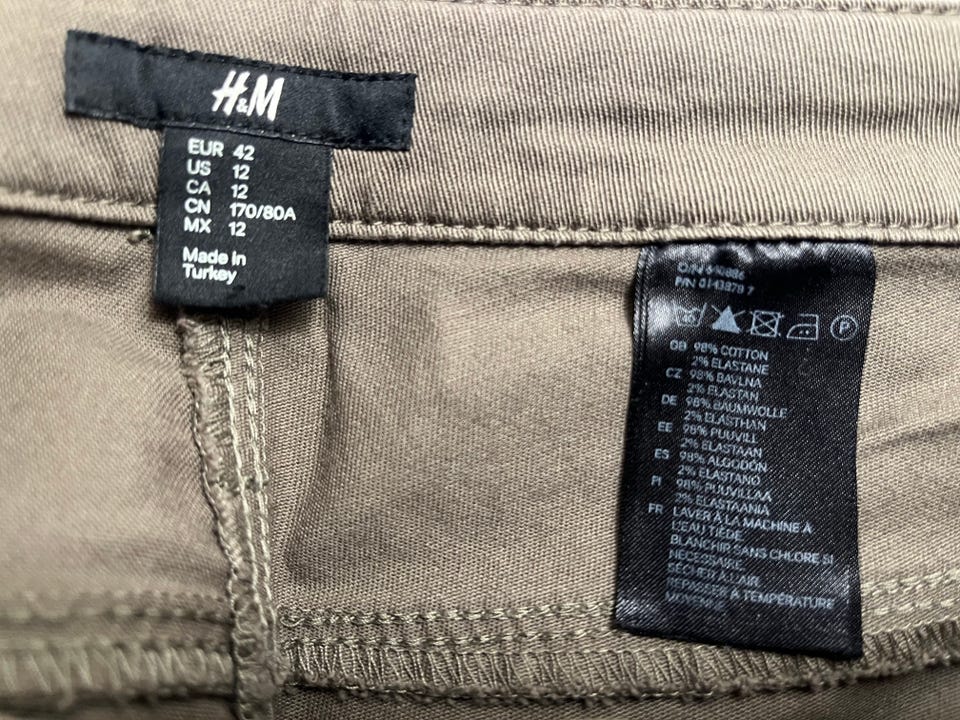 H&M
EUR 42
US 12
CA 12
CN 170/80A
MX 12
Made in
Turkey
O/N
P/N 0143878 7
P
GB 98% COTTON
2% ELASTANE
CZ 98% BAVLNA
2% ELASTAN
DE 98% BAUMWOLLE
2% ELASTHAN
EE 98% PUUVILL
2% ELASTAAN
ES 98% ALGODÓN
2% ELASTANO
FI 98% PUUVILLAA
2% ELASTAANIA
FR LAVER À LA MACHINE À
L'EAU TIÈDE
BLANCHIR SANS CHLORE SI
NÉCESSAIRE
SÉCHER À L'AIR
REPASSER À TEMPÉRATURE
MOYENNE